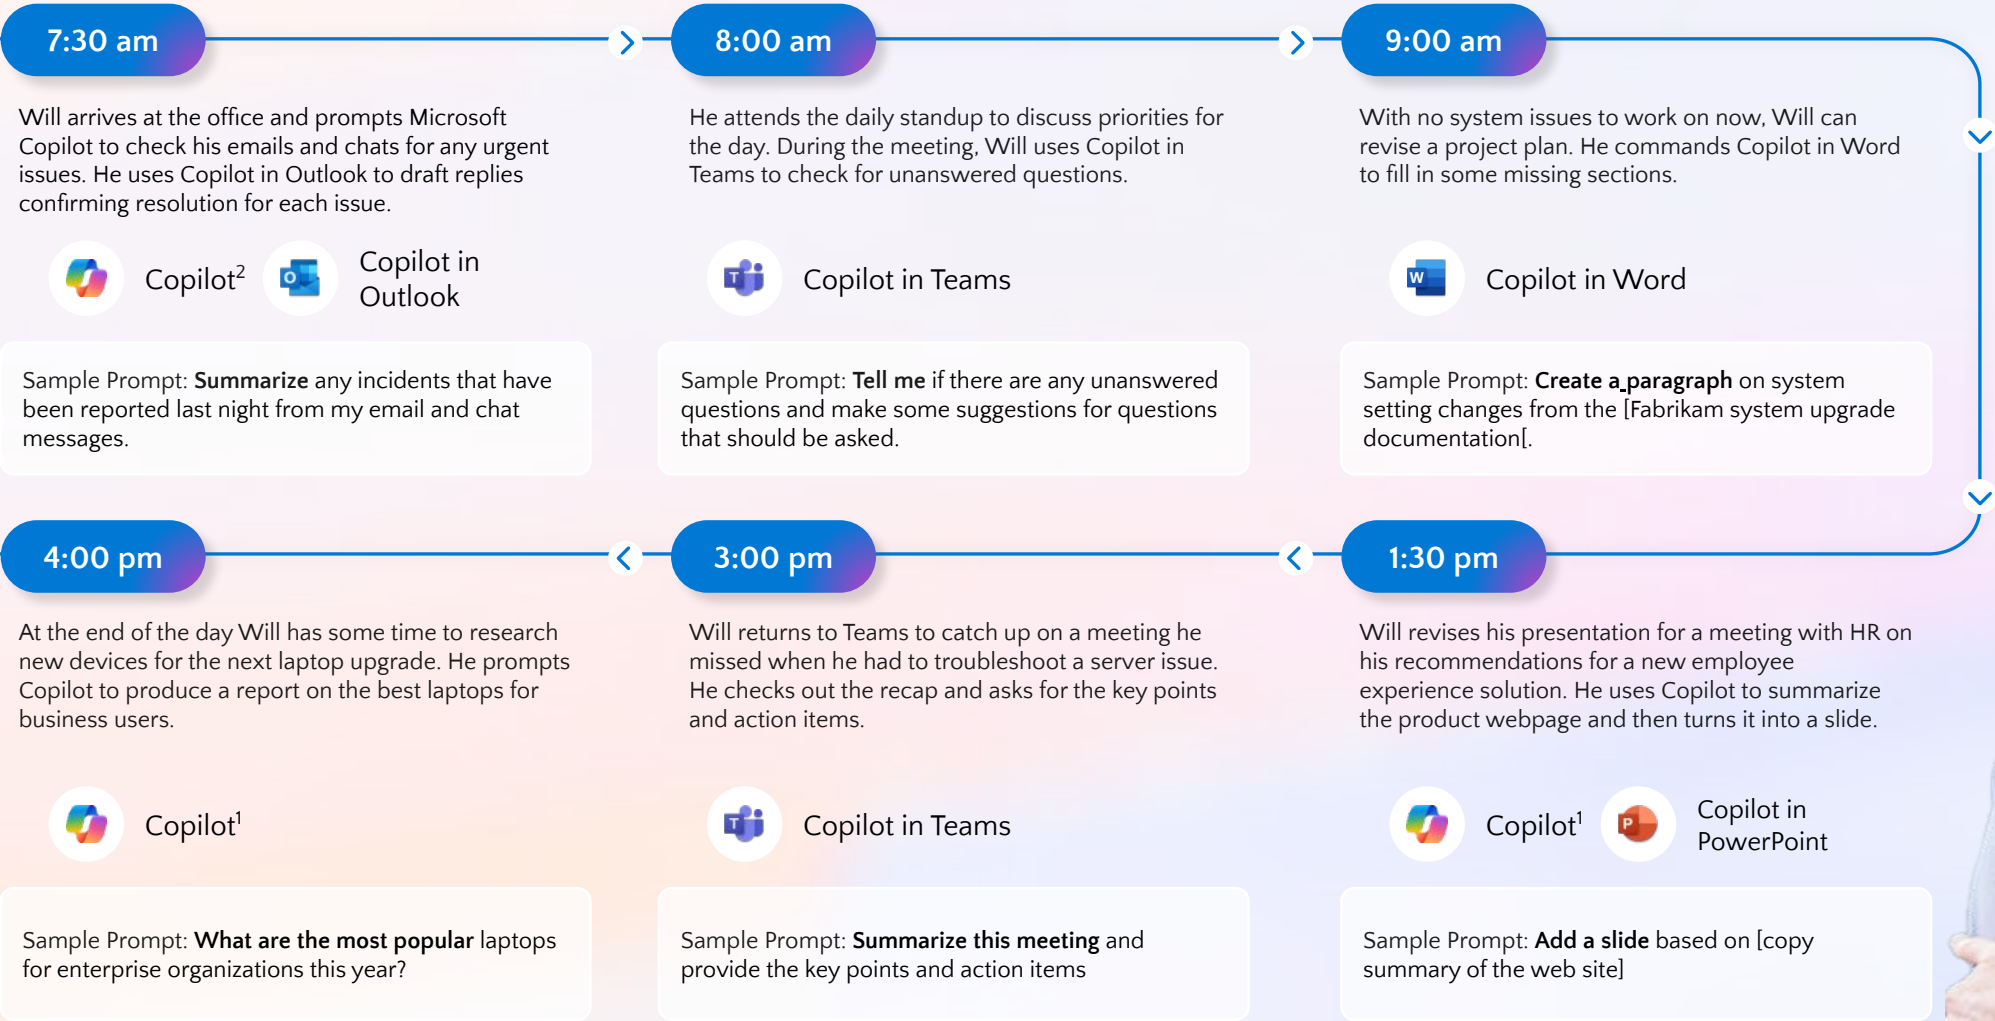 7:30 am
Will arrives at the office and prompts Microsoft
Copilot to check his emails and chats for any urgent
issues. He uses Copilot in Outlook to draft replies
confirming resolution for each issue.
Copilot²
Copilot in
Outlook
Sample Prompt: Summarize any incidents that have
been reported last night from my email and chat
messages.
8:00 am
He attends the daily standup to discuss priorities for
the day. During the meeting, Will uses Copilot in
Teams to check for unanswered questions.
Copilot in Teams
Sample Prompt: Tell me if there are any unanswered
questions and make some suggestions for questions
that should be asked.
9:00 am
With no system issues to work on now, Will can
revise a project plan. He commands Copilot in Word
to fill in some missing sections.
Copilot in Word
Sample Prompt: Create a paragraph on system
setting changes from the [Fabrikam system upgrade
documentation[.
1:30 pm
Will revises his presentation for a meeting with HR on
his recommendations for a new employee
experience solution. He uses Copilot to summarize
the product webpage and then turns it into a slide.
Copilot¹
Copilot in
PowerPoint
Sample Prompt: Add a slide based on [copy
summary of the web site]
3:00 pm
Will returns to Teams to catch up on a meeting he
missed when he had to troubleshoot a server issue.
He checks out the recap and asks for the key points
and action items.
Copilot in Teams
Sample Prompt: Summarize this meeting and
provide the key points and action items
4:00 pm
At the end of the day Will has some time to research
new devices for the next laptop upgrade. He prompts
Copilot to produce a report on the best laptops for
business users.
Copilot¹
Sample Prompt: What are the most popular laptops
for enterprise organizations this year?